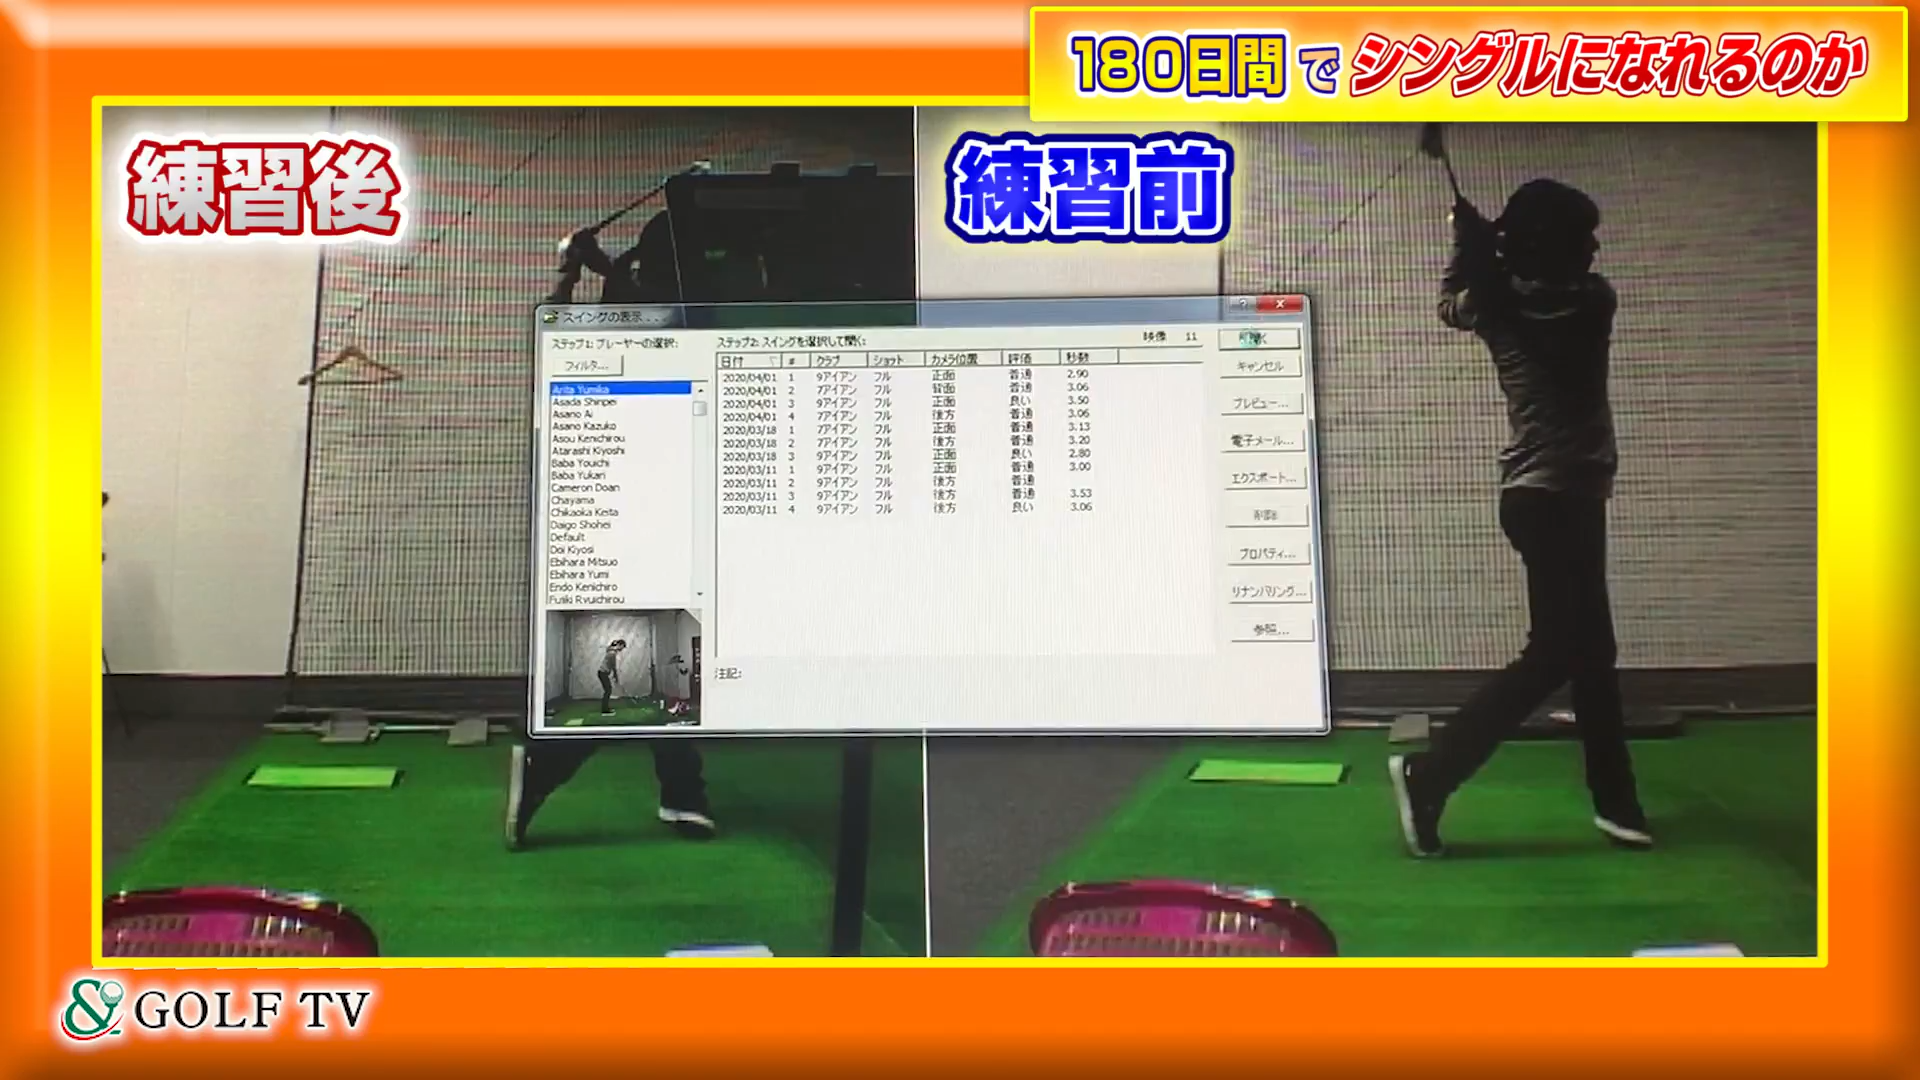 180日間でシングルになれるのか
練習後
練習前
スイングの表示...
ステップ1: プレーヤーの選択:
フィルタ...
Arita Yumika
Asada Shinpei
Asano Ai
Asano Kazuko
Asou Kenichirou
Atarashi Kiyoshi
Baba Youichi
Baba Yukari
Cameron Doan
Chayama
Chikaoka Keita
Daigo Shohei
Default
Doi Kiyosi
Ebihara Mitsuo
Ebihara Yumi
Endo Kenichiro
Fujiki Ryuichirou
ステップ2: スイングを選択して開く:
映像 11
日付 # クラブ ショット カメラ位置 評価 秒数
2020/04/01 1 9アイアン フル 正面 普通 2.90
2020/04/01 2 7アイアン フル 背面 普通 3.06
2020/04/01 3 9アイアン フル 正面 良い 3.50
2020/04/01 4 7アイアン フル 後方 普通 3.06
2020/03/18 1 7アイアン フル 正面 普通 3.13
2020/03/18 2 7アイアン フル 後方 普通 3.20
2020/03/18 3 9アイアン フル 正面 良い 2.80
2020/03/11 1 9アイアン フル 正面 普通 3.00
2020/03/11 2 9アイアン フル 後方 普通
2020/03/11 3 9アイアン フル 後方 普通 3.53
2020/03/11 4 9アイアン フル 後方 良い 3.06
注記:
キャンセル
プレビュー...
電子メール...
エクスポート...
削除
プロパティ...
リナンバリング...
参照...
& GOLF TV